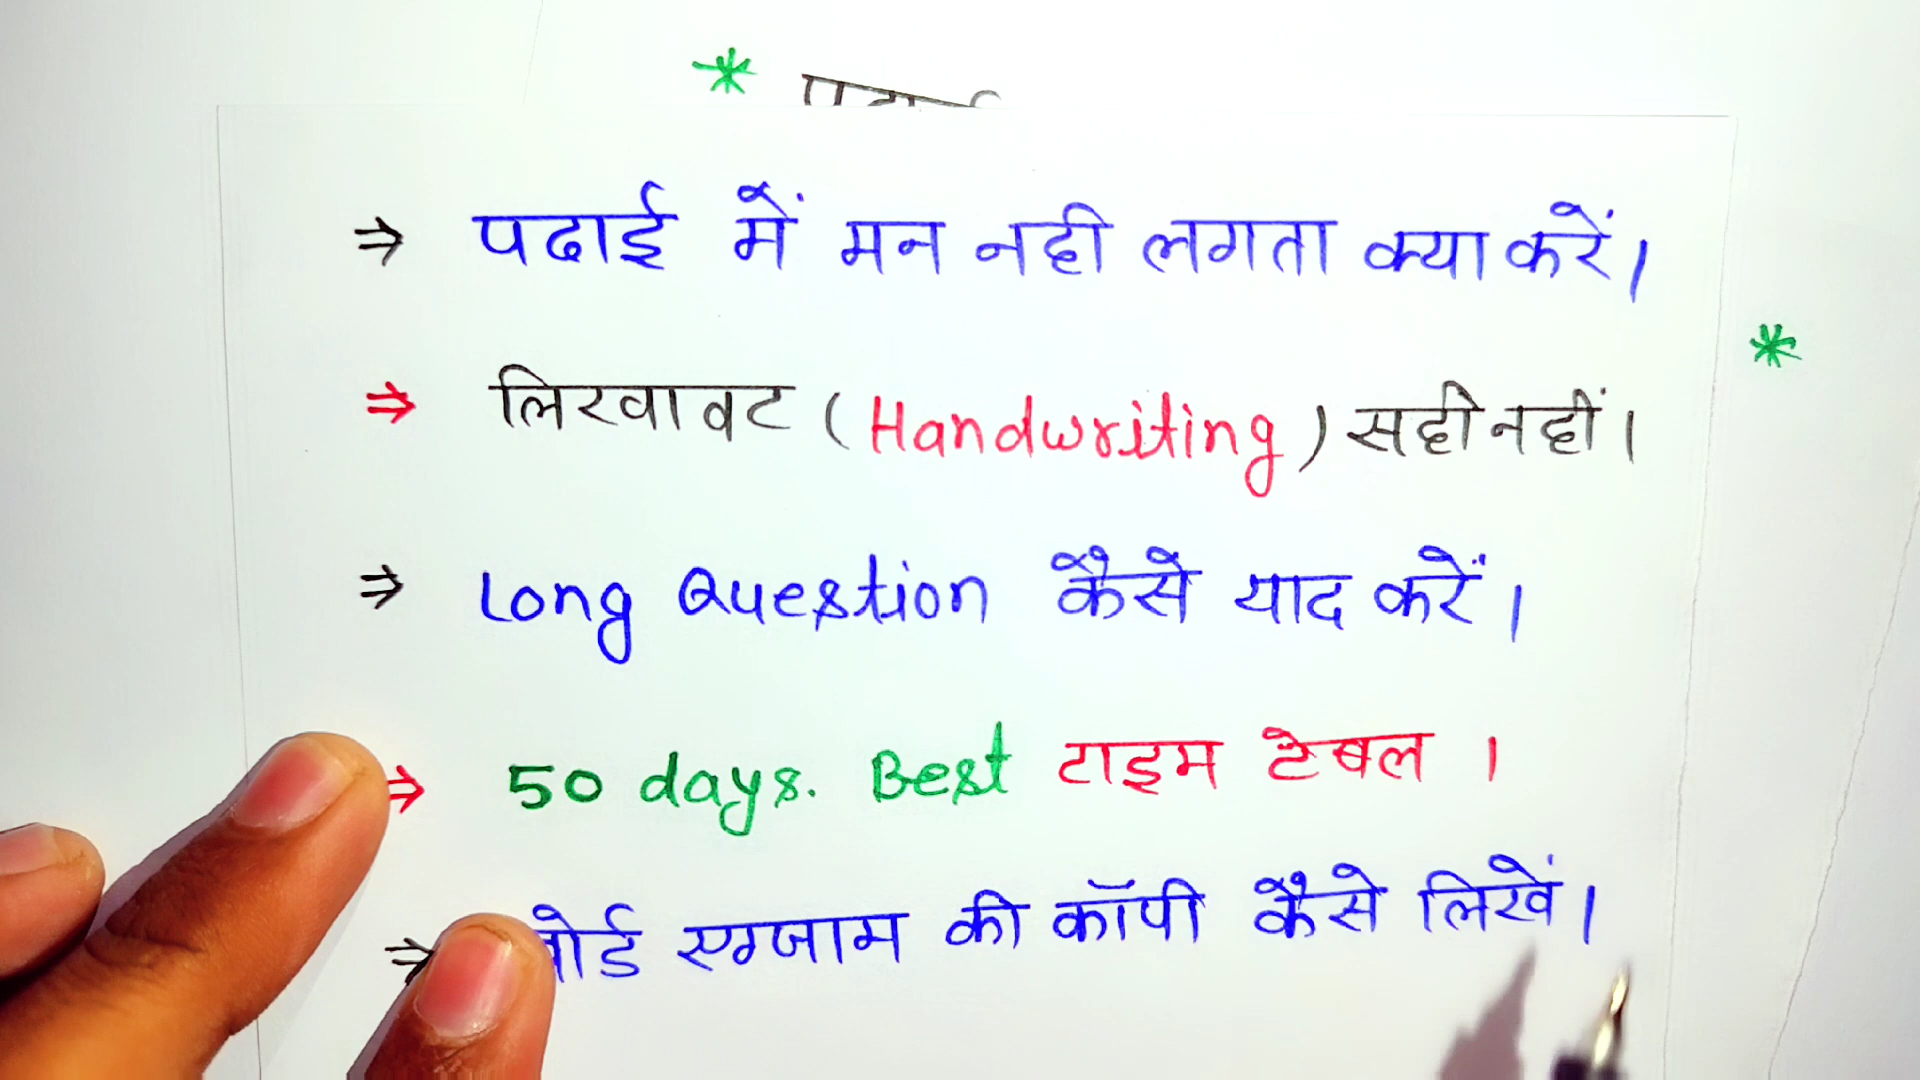 ⇒ पढाई में मन नही लगता क्या करें।
⇒ लिखावट (Handwriting) सही नहीं।
⇒ Long Question कैसे याद करें।
⇒ 50 days. Best टाइम टेबल ।
⇒ एग्जाम की कॉपी कैसे लिखें।